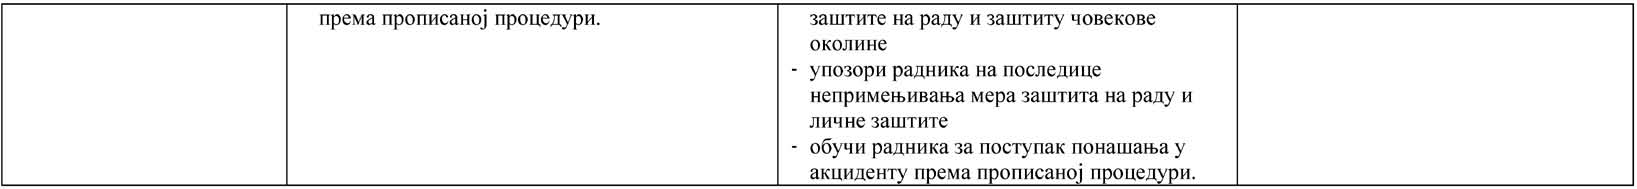 према прописаној процедури.
заштите на раду и заштиту човекове
околине
- упозори радника на последице
непримењивања мера заштита на раду и
личне заштите
- обучи радника за поступак понашања у
акциденту према прописаној процедури.